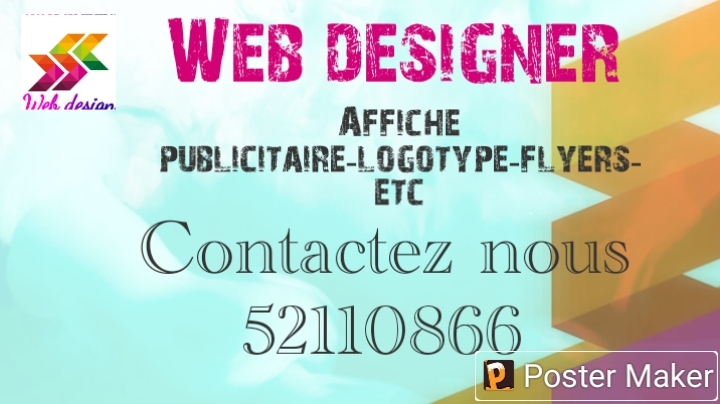 Web design
WEB DESIGNER
AFFICHE
PUBLICITAIRE-LOGOTYPE-FLYERS-
ETC
Contactez nous
52110866
Poster Maker